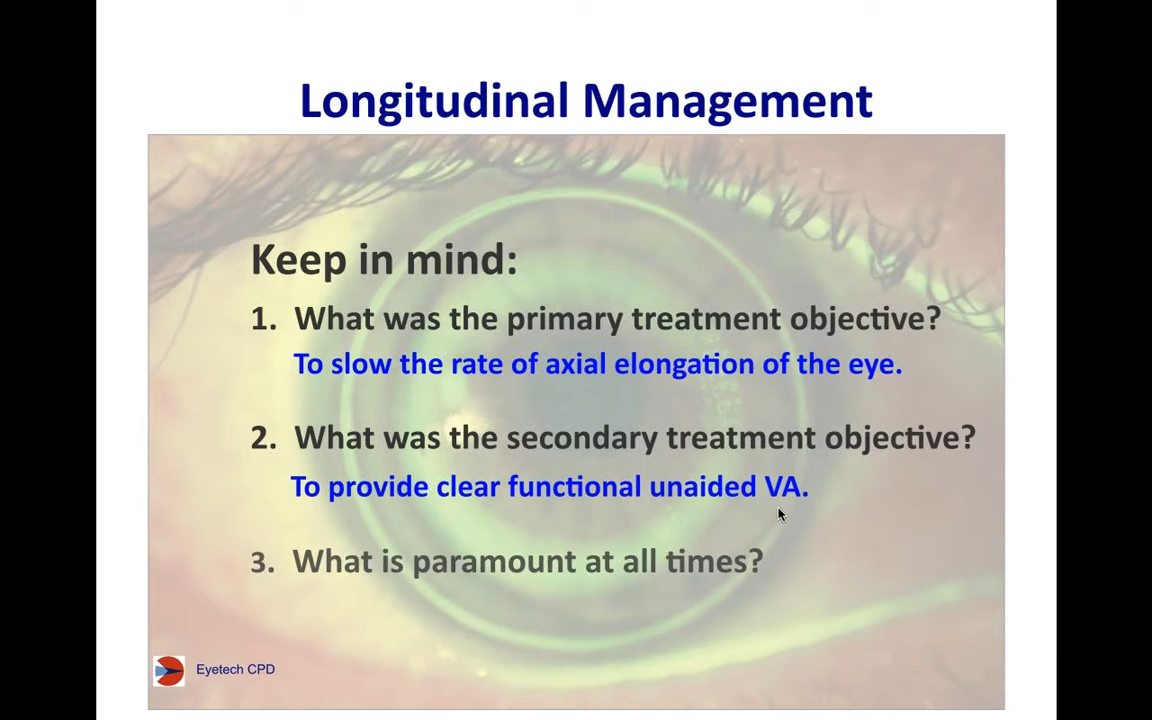 Longitudinal Management
Keep in mind:
1. What was the primary treatment objective?
To slow the rate of axial elongation of the eye.
2. What was the secondary treatment objective?
To provide clear functional unaided VA.
3. What is paramount at all times?
Eyetech CPD